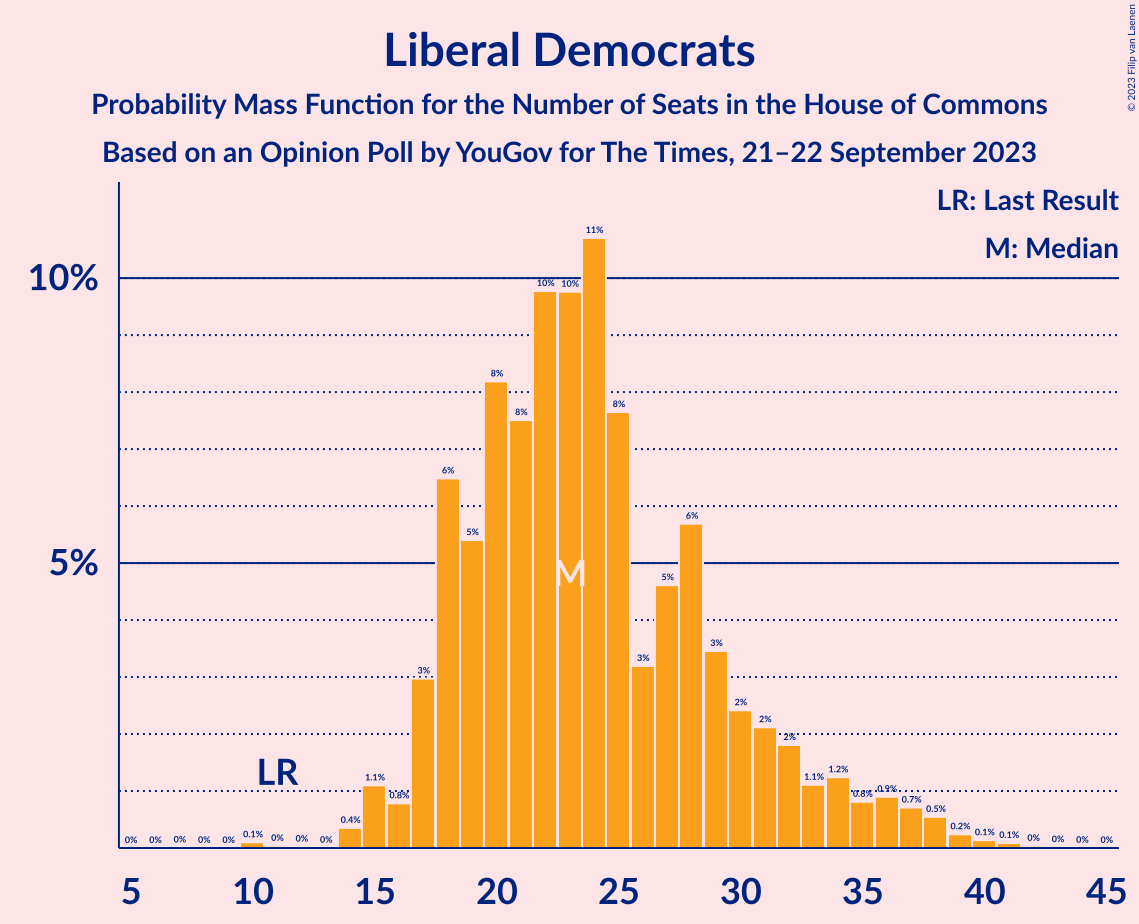 © 2023 Filip van Laenen
Liberal Democrats
Probability Mass Function for the Number of Seats in the House of Commons
Based on an Opinion Poll by YouGov for The Times, 21–22 September 2023
LR: Last Result
M: Median
10%
5%
LR
M
0% 0% 0% 0% 0% 0.1% 0% 0% 0% 0.4% 1.1% 0.8% 3% 6% 5% 8% 8% 10% 10% 11% 8% 3% 5% 6% 3% 2% 2% 2% 1.1% 1.2% 0.8% 0.9% 0.7% 0.5% 0.2% 0.1% 0.1% 0% 0% 0% 0%
5 10 15 20 25 30 35 40 45